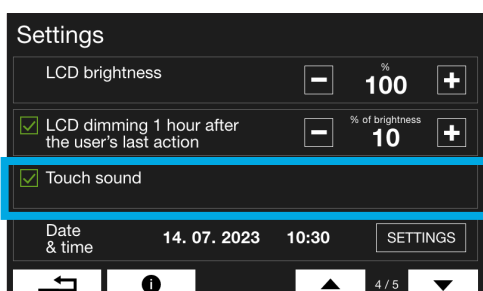 Settings
LCD brightness
%
− 100 +
LCD dimming 1 hour after
the user's last action
% of brightness
− 10 +
Touch sound
Date
& time
14. 07. 2023 10:30 SETTINGS
4 / 5